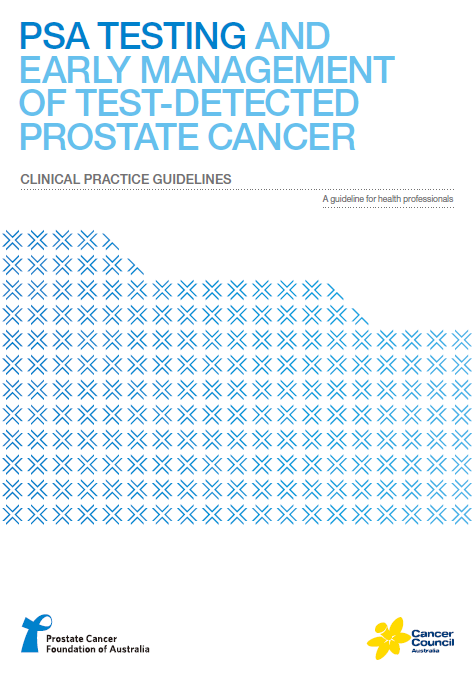 PSA TESTING AND
EARLY MANAGEMENT
OF TEST-DETECTED
PROSTATE CANCER
CLINICAL PRACTICE GUIDELINES
A guideline for health professionals
Prostate Cancer
Foundation of Australia
Cancer
Council
Australia